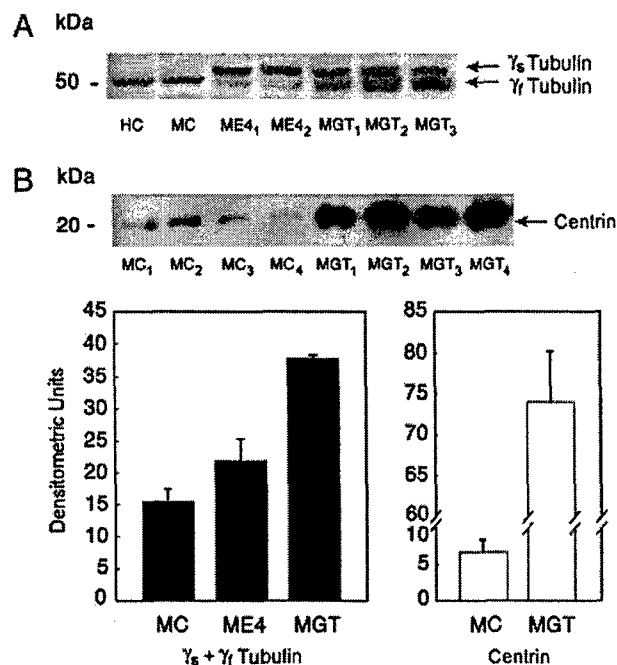 A kDa
50 -
γs Tubulin
γf Tubulin
HC MC ME4₁ ME4₂ MGT₁ MGT₂ MGT₃
B kDa
20 -
Centrin
MC₁ MC₂ MC₃ MC₄ MGT₁ MGT₂ MGT₃ MGT₄
Densitometric Units
45
40
35
30
25
20
15
10
5
0
MC ME4 MGT
γs + γf Tubulin
85
80
75
70
65
60
10
5
0
MC MGT
Centrin